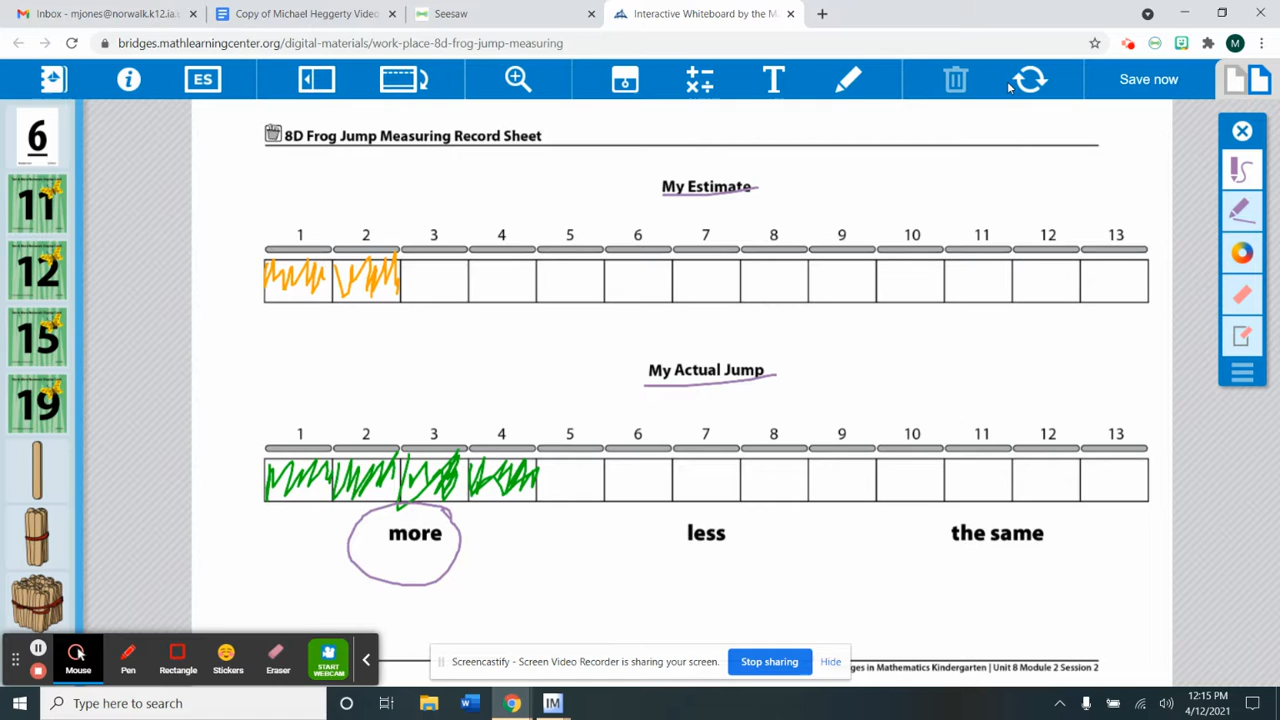 Inbox - mjones@norwalk.k12.ia.u
Copy of Michael Heggerty Video
Seesaw
Interactive Whiteboard by the M
bridges.mathlearningcenter.org/digital-materials/work-place-8d-frog-jump-measuring
M
ES
T
Save now
6
11
12
15
19
8D Frog Jump Measuring Record Sheet
My Estimate
1 2 3 4 5 6 7 8 9 10 11 12 13
My Actual Jump
1 2 3 4 5 6 7 8 9 10 11 12 13
more less the same
Mouse Pen Rectangle Stickers Eraser START WEBCAM
Screencastify - Screen Video Recorder is sharing your screen. Stop sharing Hide
ges in Mathematics Kindergarten | Unit 8 Module 2 Session 2
Type here to search
W
IM
12:15 PM
4/12/2021